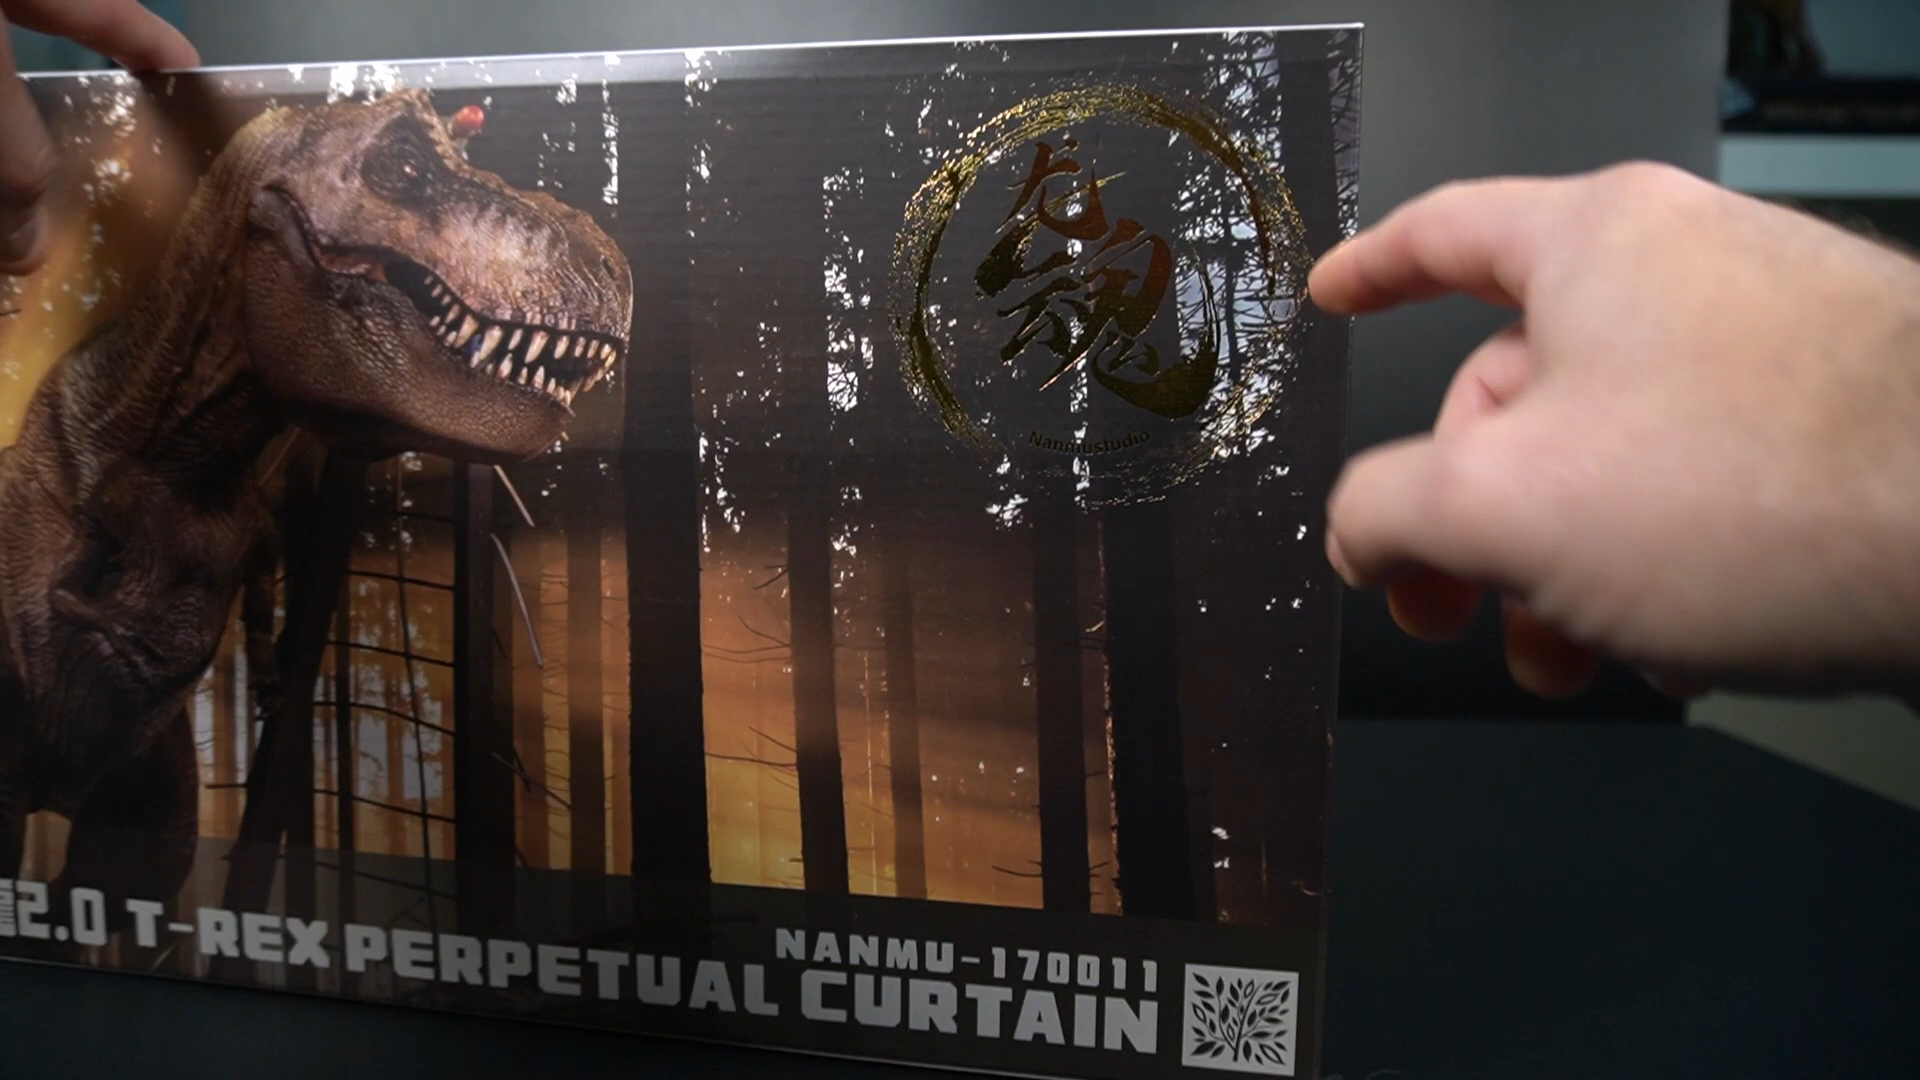 龙
魂
Nanmustudio
NANMU-170011
2.0 T-REX PERPETUAL CURTAIN